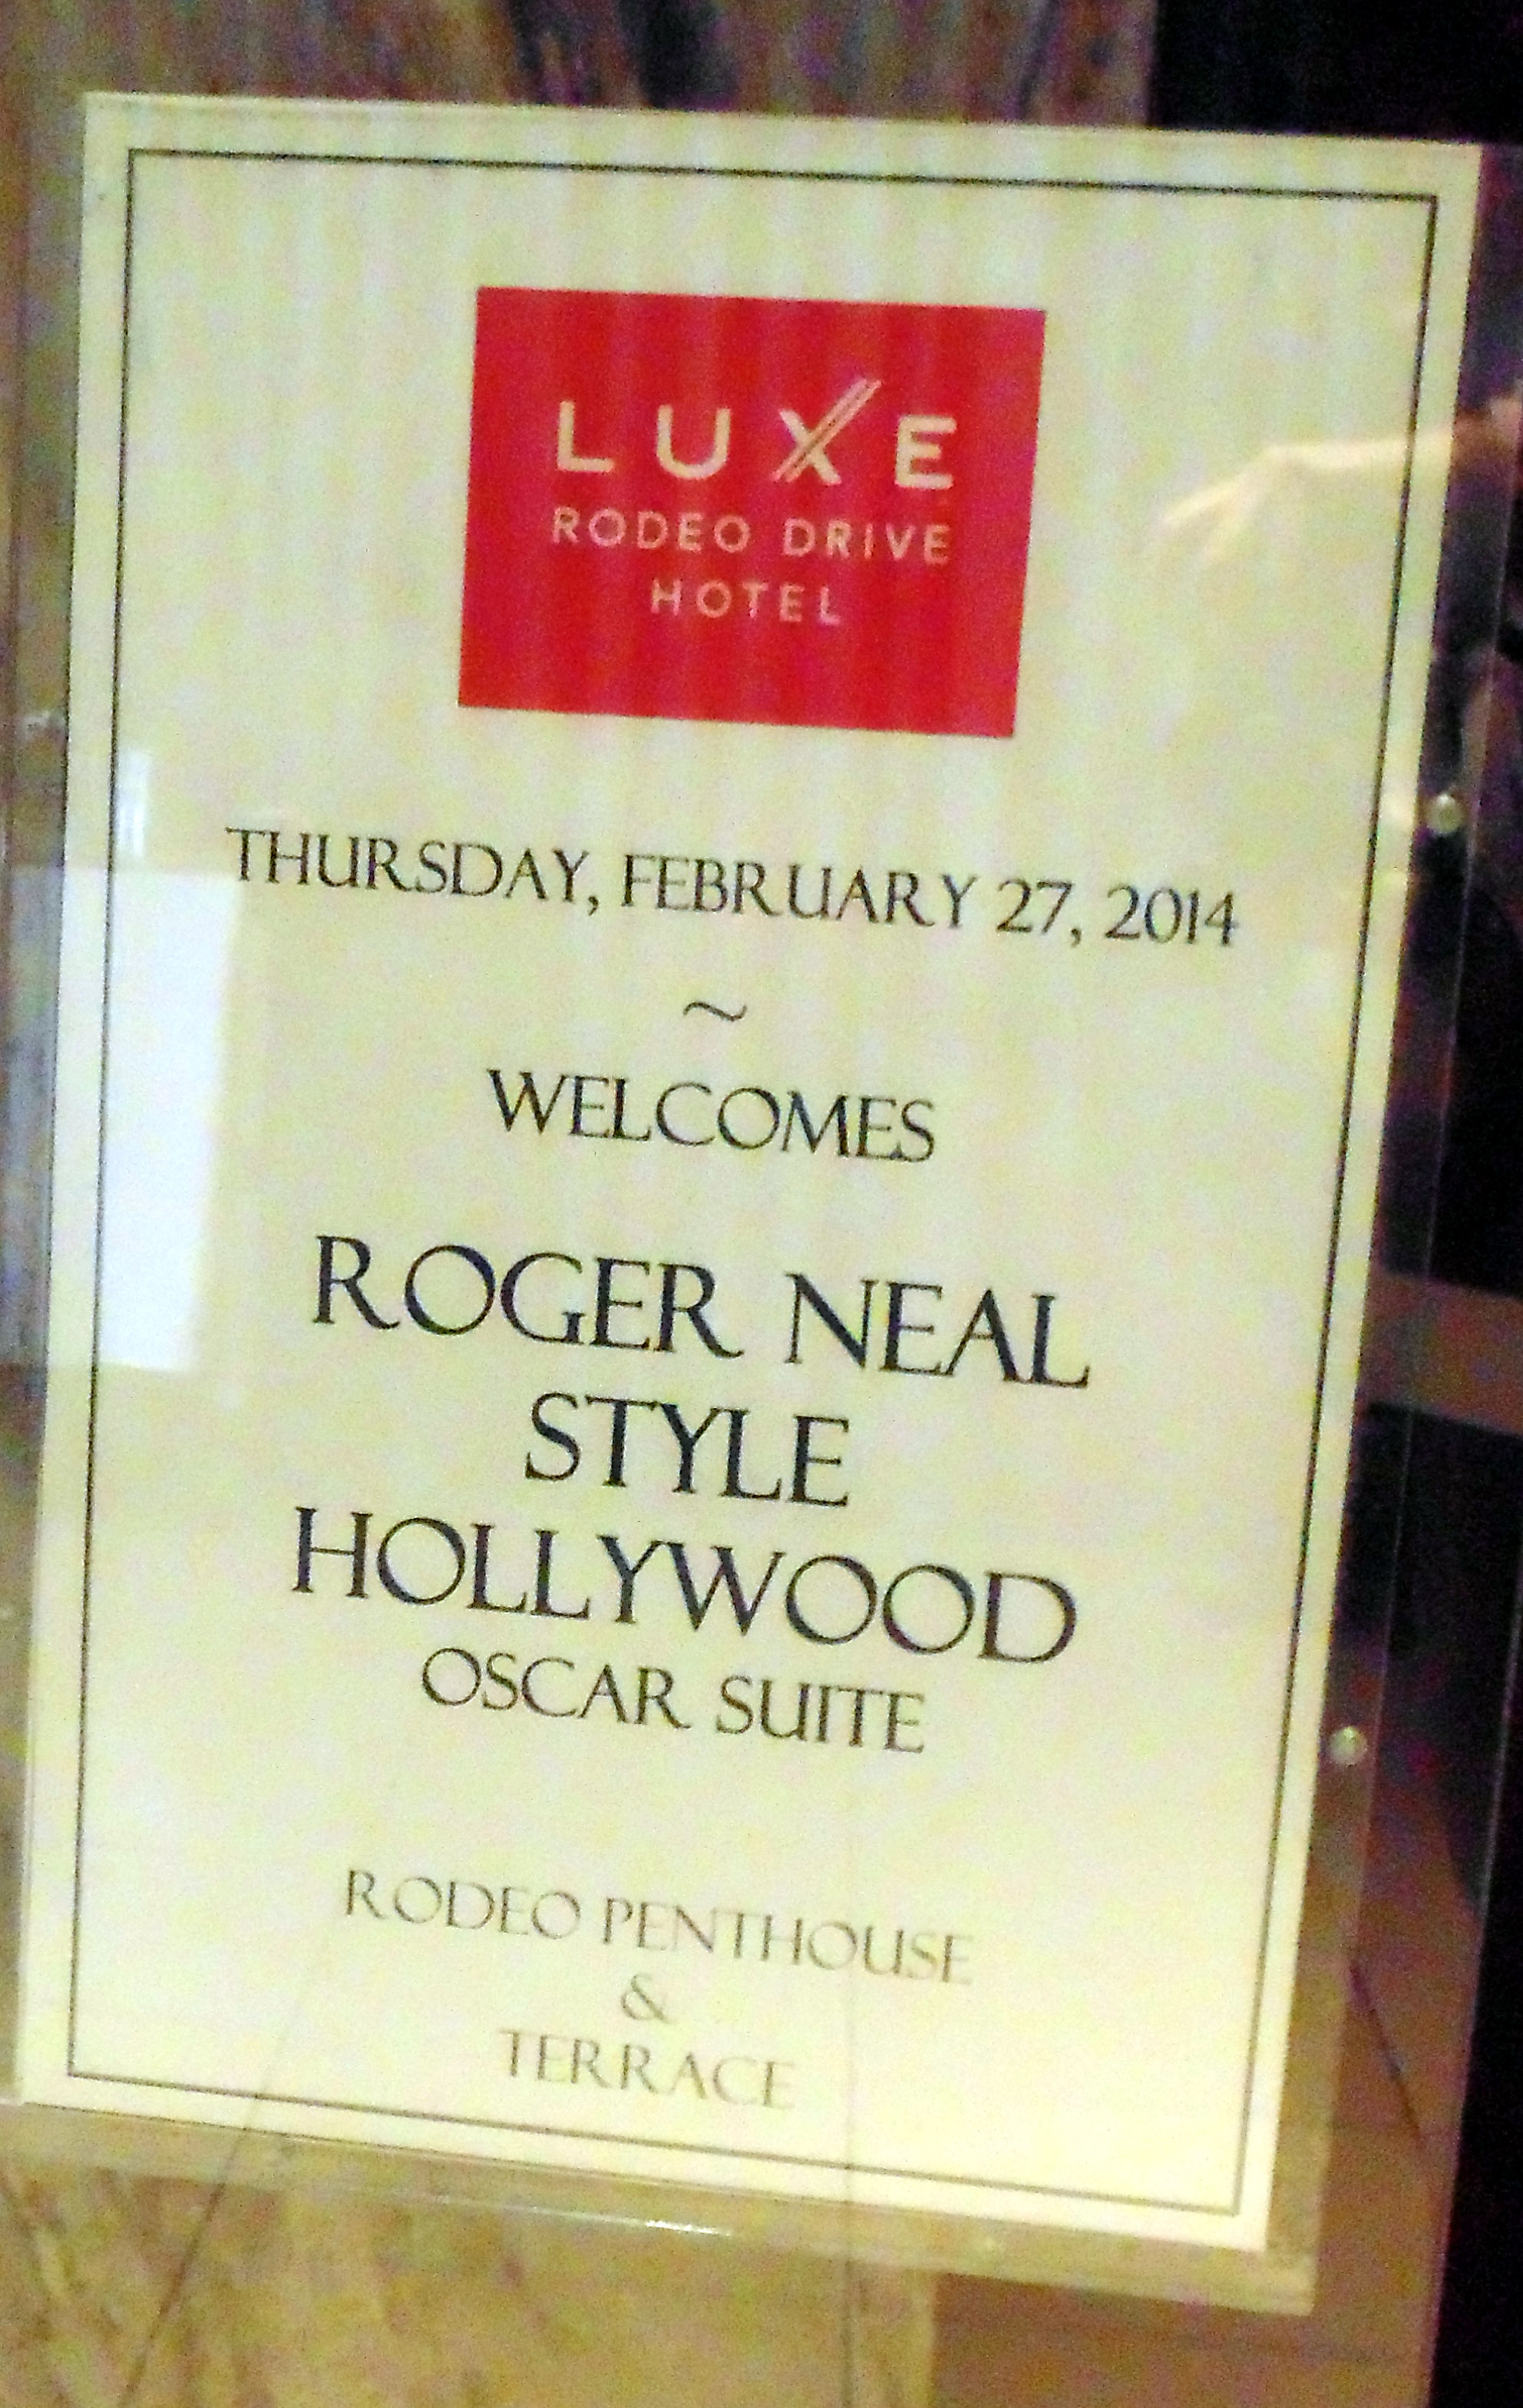 LUXE
RODEO DRIVE
HOTEL
THURSDAY, FEBRUARY 27, 2014
~
WELCOMES
ROGER NEAL
STYLE
HOLLYWOOD
OSCAR SUITE
RODEO PENTHOUSE
&
TERRACE